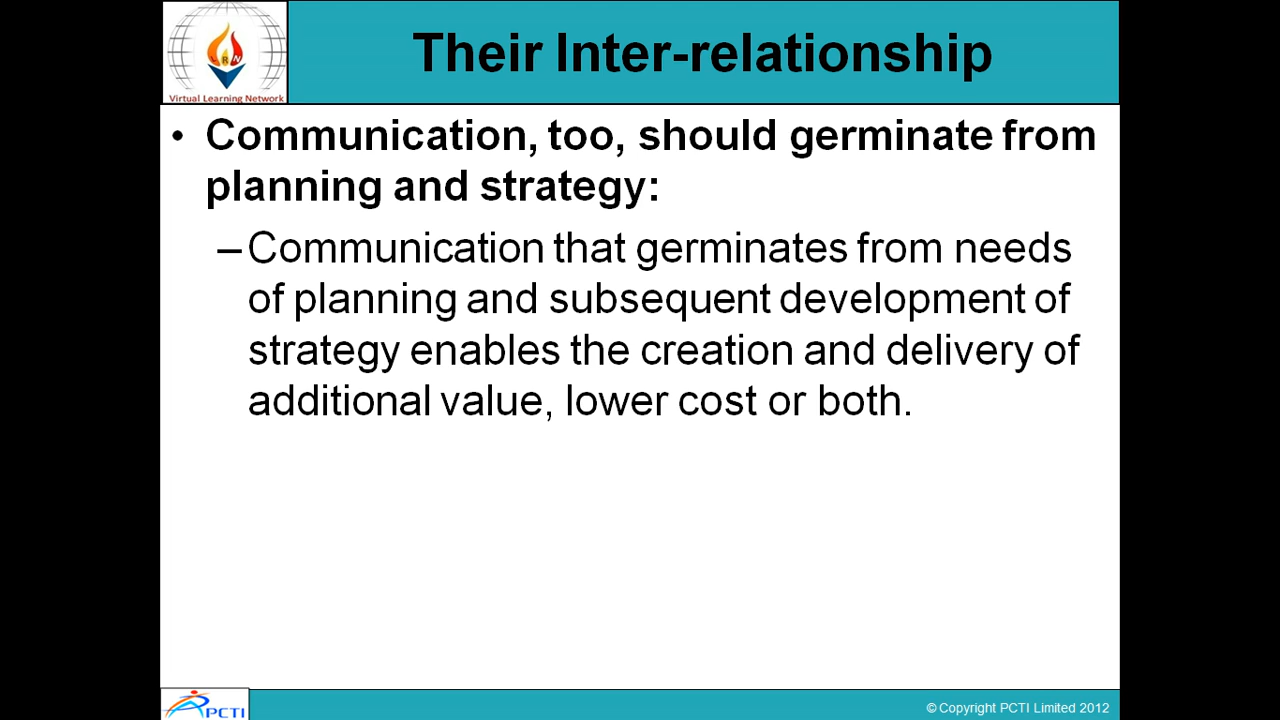 Their Inter-relationship
Virtual Learning Network
• Communication, too, should germinate from
planning and strategy:
– Communication that germinates from needs
of planning and subsequent development of
strategy enables the creation and delivery of
additional value, lower cost or both.
PCTI
© Copyright PCTI Limited 2012